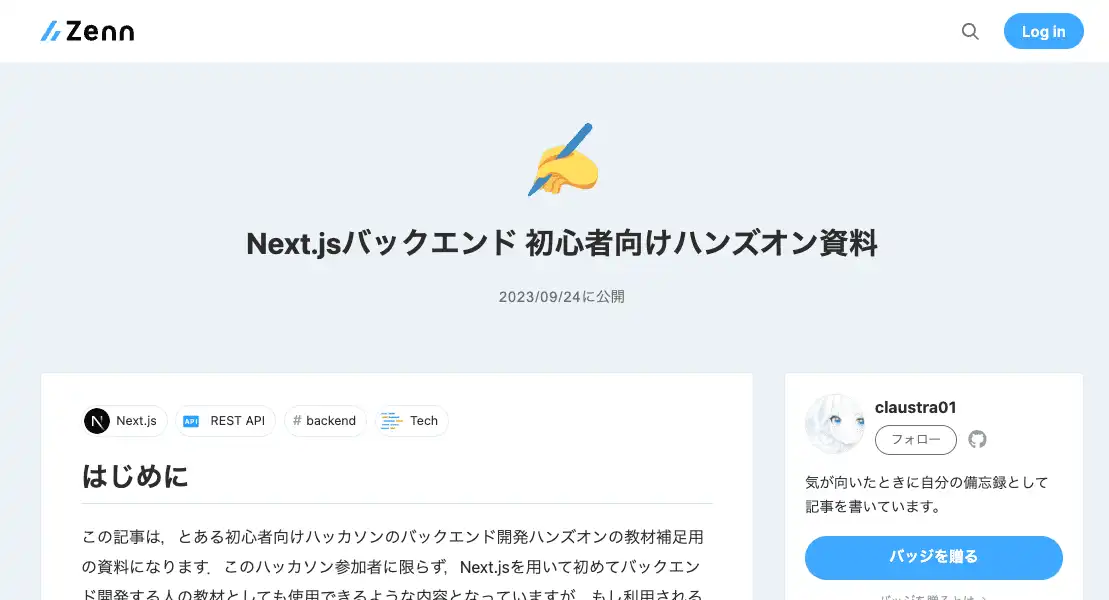 Zenn
Log in
Next.jsバックエンド 初心者向けハンズオン資料
2023/09/24に公開
Next.js
API
REST API
# backend
Tech
はじめに
この記事は，とある初心者向けハッカソンのバックエンド開発ハンズオンの教材補足用
の資料になります．このハッカソン参加者に限らず，Next.jsを用いて初めてバックエン
ド開発する人の教材としても使用できるような内容となっていますが，もし利用される
claustra01
フォロー
気が向いたときに自分の備忘録として
記事を書いています。
バッジを贈る
バッジを贈るとは